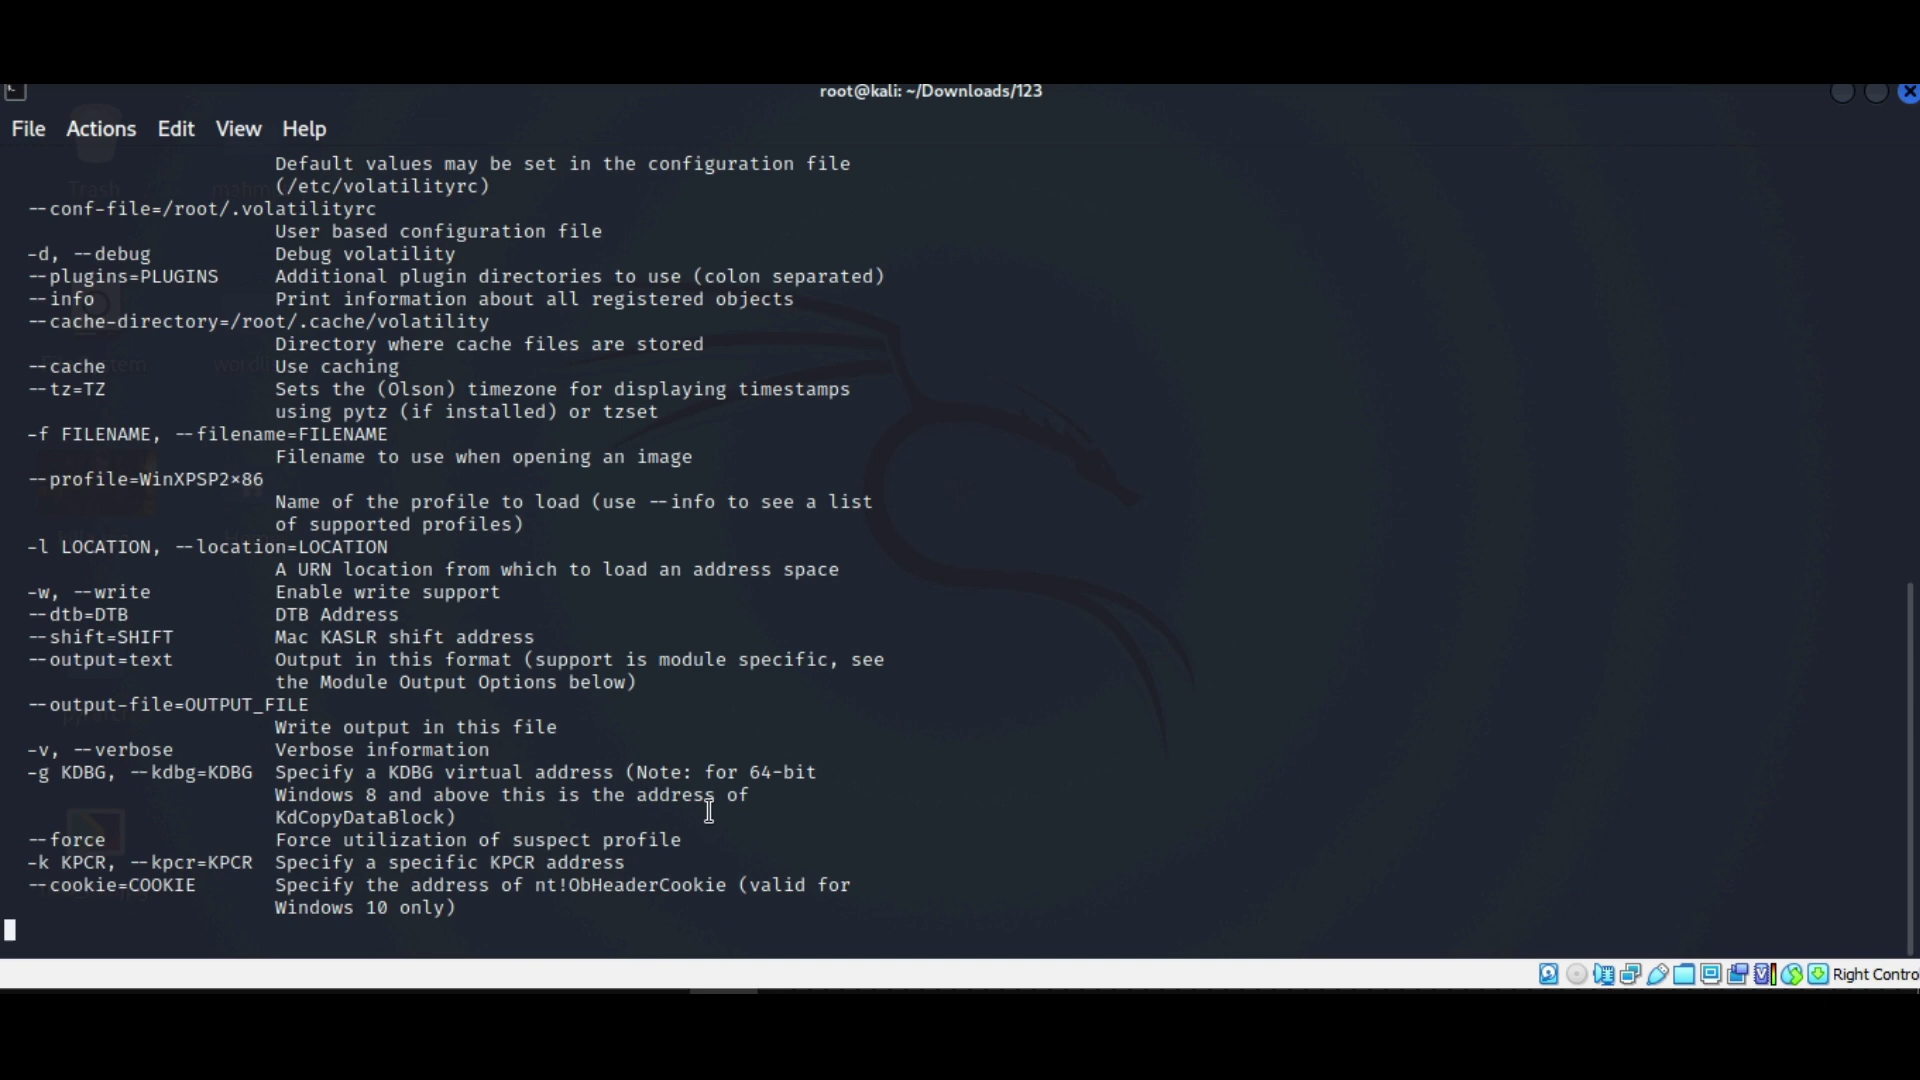 root@kali: ~/Downloads/123
File Actions Edit View Help
Default values may be set in the configuration file
(/etc/volatilityrc)
--conf-file=/root/.volatilityrc
User based configuration file
-d, --debug Debug volatility
--plugins=PLUGINS Additional plugin directories to use (colon separated)
--info Print information about all registered objects
--cache-directory=/root/.cache/volatility
Directory where cache files are stored
--cache Use caching
--tz=TZ Sets the (Olson) timezone for displaying timestamps
using pytz (if installed) or tzset
-f FILENAME, --filename=FILENAME
Filename to use when opening an image
--profile=WinXPSP2×86
Name of the profile to load (use --info to see a list
of supported profiles)
-l LOCATION, --location=LOCATION
A URN location from which to load an address space
-w, --write Enable write support
--dtb=DTB DTB Address
--shift=SHIFT Mac KASLR shift address
--output=text Output in this format (support is module specific, see
the Module Output Options below)
--output-file=OUTPUT_FILE
Write output in this file
-v, --verbose Verbose information
-g KDBG, --kdbg=KDBG Specify a KDBG virtual address (Note: for 64-bit
Windows 8 and above this is the address of
KdCopyDataBlock)
--force Force utilization of suspect profile
-k KPCR, --kpcr=KPCR Specify a specific KPCR address
--cookie=COOKIE Specify the address of nt!ObHeaderCookie (valid for
Windows 10 only)
Right Contro